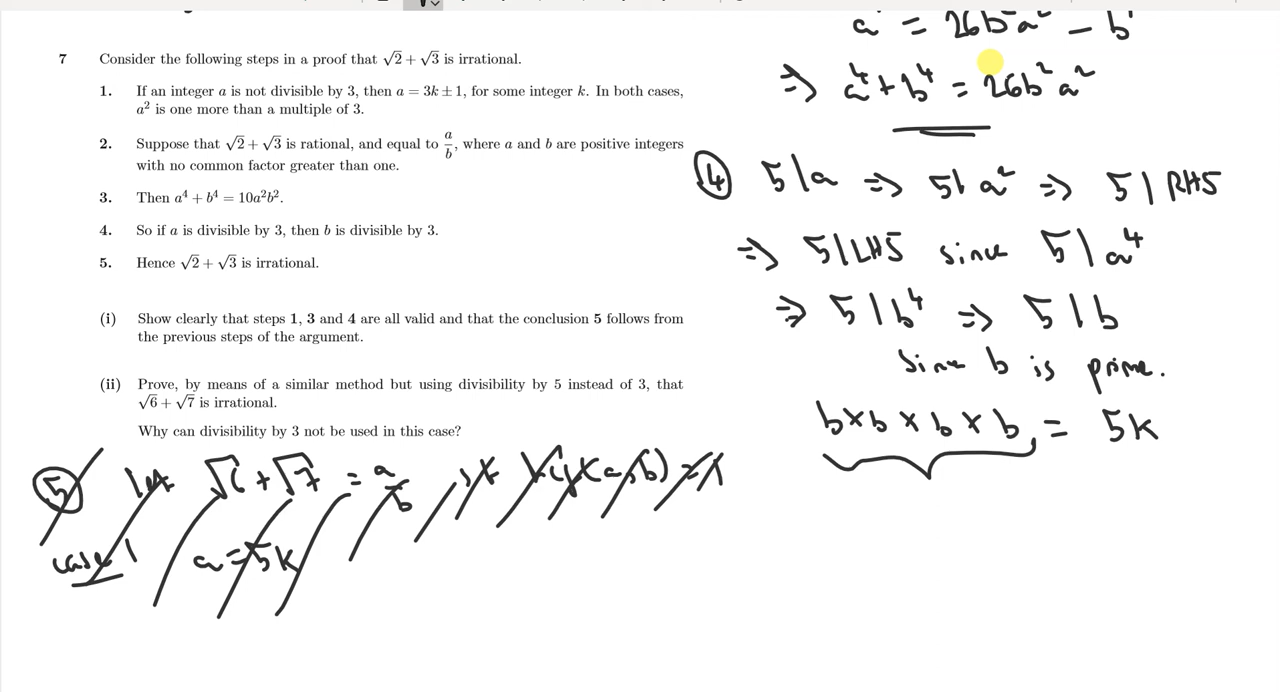 7 Consider the following steps in a proof that √2 + √3 is irrational.
1. If an integer a is not divisible by 3, then a = 3k ± 1, for some integer k. In both cases,
a² is one more than a multiple of 3.
2. Suppose that √2 + √3 is rational, and equal to a/b, where a and b are positive integers
with no common factor greater than one.
3. Then a⁴ + b⁴ = 10a²b².
4. So if a is divisible by 3, then b is divisible by 3.
5. Hence √2 + √3 is irrational.
(i) Show clearly that steps 1, 3 and 4 are all valid and that the conclusion 5 follows from
the previous steps of the argument.
(ii) Prove, by means of a similar method but using divisibility by 5 instead of 3, that
√6 + √7 is irrational.
Why can divisibility by 3 not be used in this case?
5 let √6 + √7 = a/b
case 1 a = 5k
= 26b²a² −
⇒ a⁴ + b⁴ = 26b²a²
4 5|a ⇒ 5|a² ⇒ 5|RHS
⇒ 5|LHS since 5|a⁴
⇒ 5|b⁴ ⇒ 5|b
since b is prime.
b×b×b×b = 5k